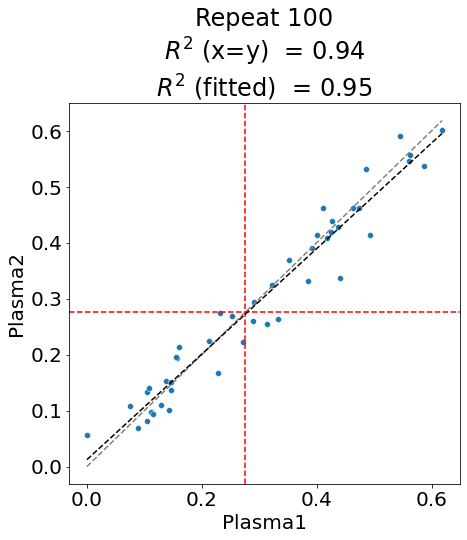 Repeat 100
R² (x=y) = 0.94
R² (fitted) = 0.95
0.6
0.5
0.4
0.3
0.2
0.1
0.0
Plasma2
0.0 0.2 0.4 0.6
Plasma1